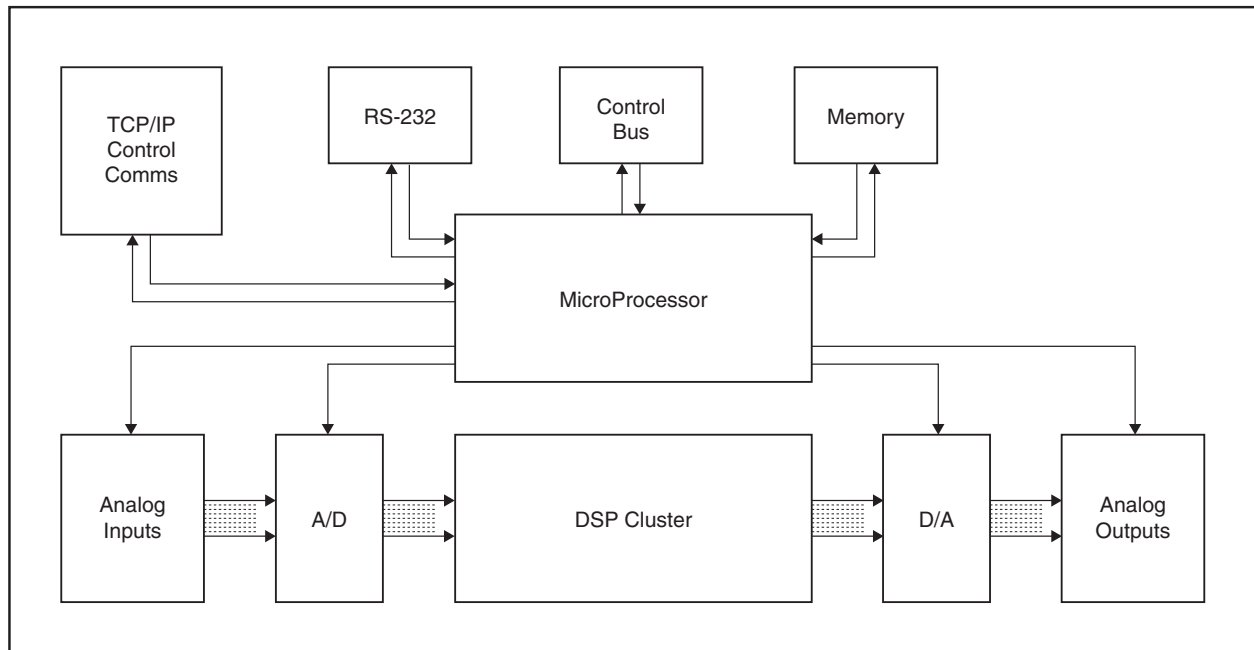 TCP/IP
Control
Comms
RS-232
Control
Bus
Memory
MicroProcessor
Analog
Inputs
A/D
DSP Cluster
D/A
Analog
Outputs